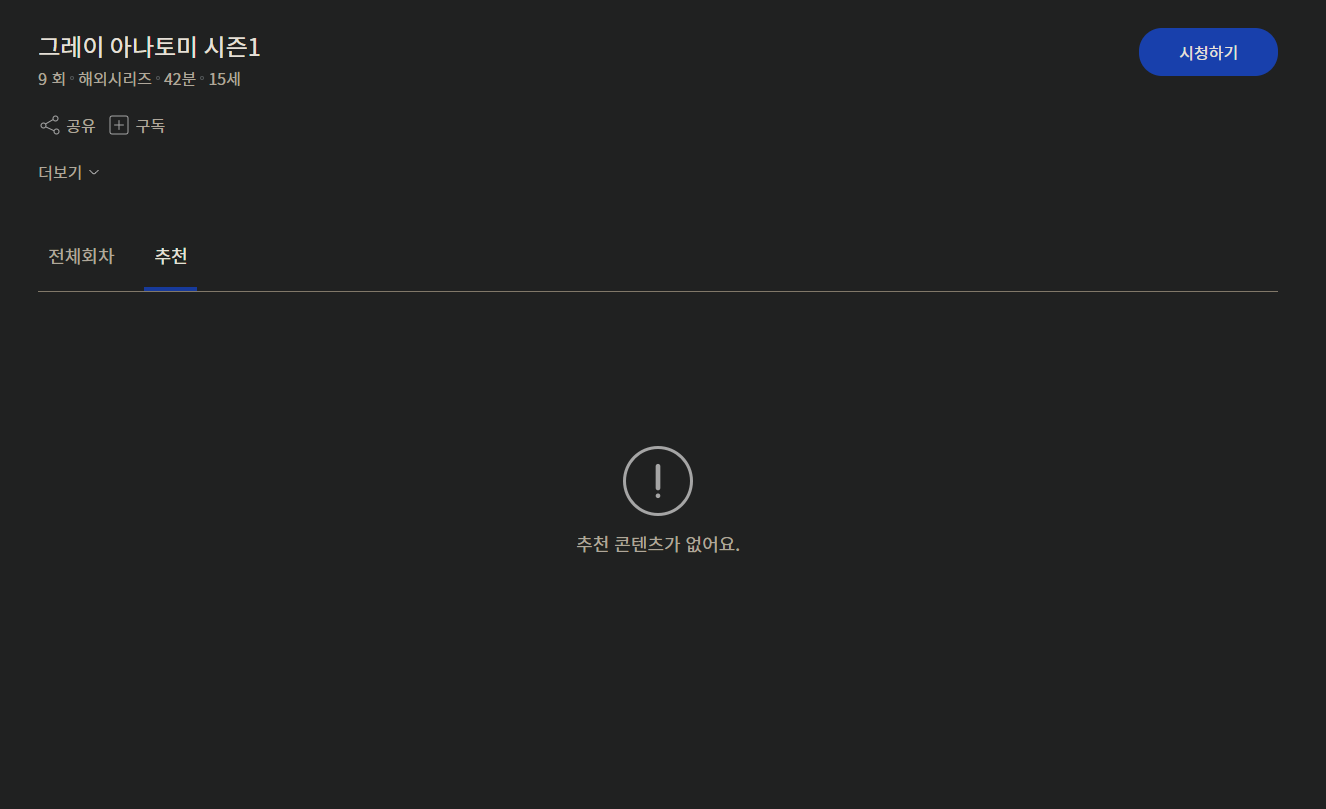 그레이 아나토미 시즌1
시청하기
9 회 ◦ 해외시리즈 ◦ 42분 ◦ 15세
공유 구독
더보기
전체회차 추천
추천 콘텐츠가 없어요.